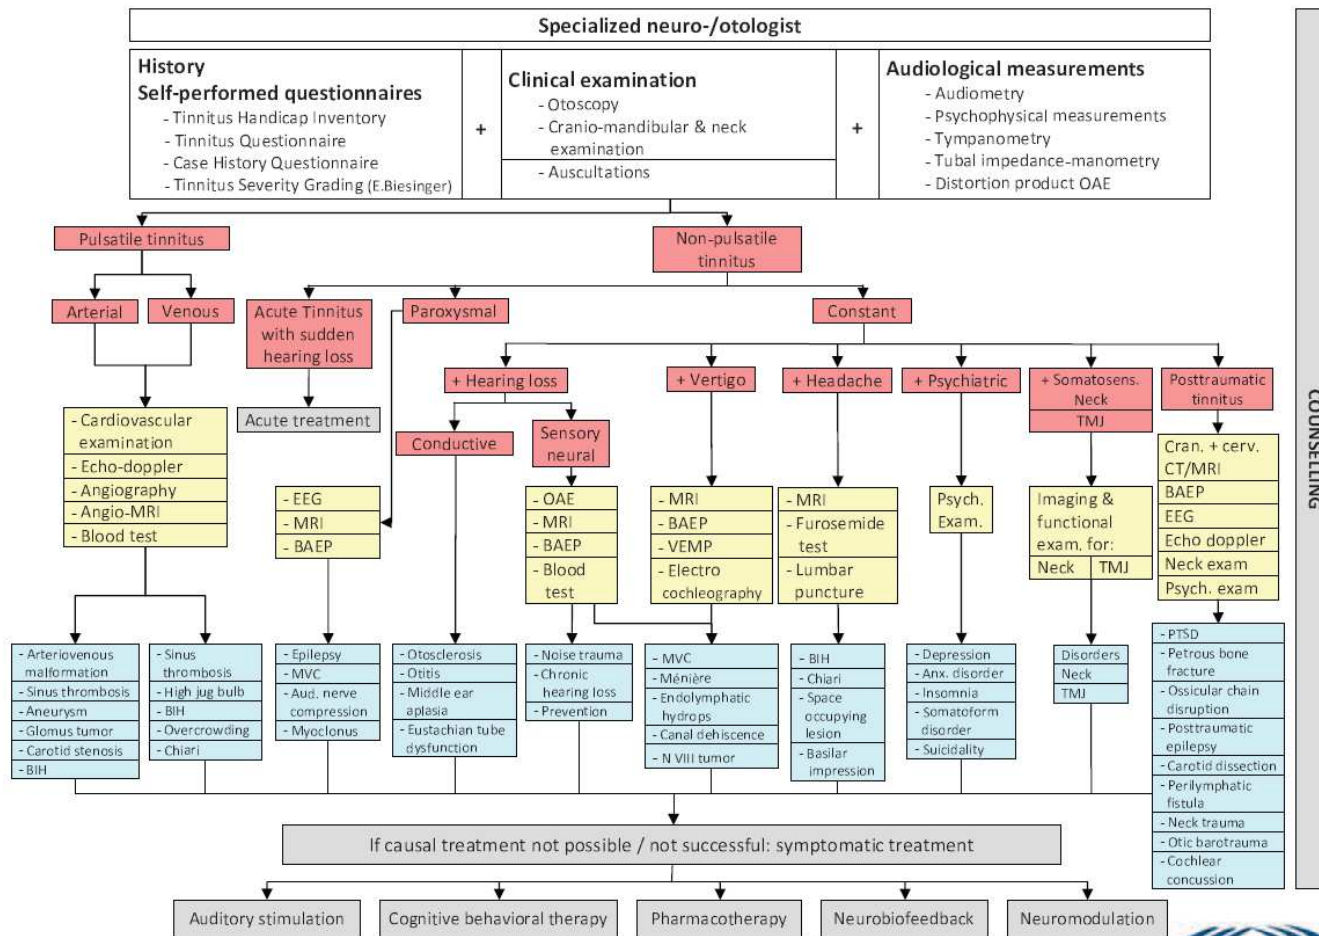 Specialized neuro-/otologist
History
Self-performed questionnaires
- Tinnitus Handicap Inventory
- Tinnitus Questionnaire
- Case History Questionnaire
- Tinnitus Severity Grading (E.Biesinger)
+
Clinical examination
- Otoscopy
- Cranio-mandibular & neck
examination
- Auscultations
+
Audiological measurements
- Audiometry
- Psychophysical measurements
- Tympanometry
- Tubal impedance-manometry
- Distortion product OAE
Pulsatile tinnitus
Non-pulsatile
tinnitus
Arterial
Venous
Acute Tinnitus
with sudden
hearing loss
Paroxysmal
Constant
+ Hearing loss
+ Vertigo
+ Headache
+ Psychiatric
+ Somatosens.
Neck
TMJ
Posttraumatic
tinnitus
Acute treatment
Conductive
Sensory
neural
- Cardiovascular
examination
- Echo-doppler
- Angiography
- Angio-MRI
- Blood test
- EEG
- MRI
- BAEP
- OAE
- MRI
- BAEP
- Blood
test
- MRI
- BAEP
- VEMP
- Electro
cochleography
- MRI
- Furosemide
test
- Lumbar
puncture
Psych.
Exam.
Imaging &
functional
exam. for:
Neck
TMJ
Cran. + cerv.
CT/MRI
BAEP
EEG
Echo doppler
Neck exam
Psych. exam
- Arteriovenous
malformation
- Sinus thrombosis
- Aneurysm
- Glomus tumor
- Carotid stenosis
- BIH
- Sinus
thrombosis
- High jug bulb
- BIH
- Overcrowding
- Chiari
- Epilepsy
- MVC
- Aud. nerve
compression
- Myoclonus
- Otosclerosis
- Otitis
- Middle ear
aplasia
- Eustachian tube
dysfunction
- Noise trauma
- Chronic
hearing loss
- Prevention
- MVC
- Ménière
- Endolymphatic
hydrops
- Canal dehiscence
- N VIII tumor
- BIH
- Chiari
- Space
occupying
lesion
- Basilar
impression
- Depression
- Anx. disorder
- Insomnia
- Somatoform
disorder
- Suicidality
Disorders
Neck
TMJ
- PTSD
- Petrous bone
fracture
- Ossicular chain
disruption
- Posttraumatic
epilepsy
- Carotid dissection
- Perilymphatic
fistula
- Neck trauma
- Otic barotrauma
- Cochlear
concussion
If causal treatment not possible / not successful: symptomatic treatment
Auditory stimulation
Cognitive behavioral therapy
Pharmacotherapy
Neurobiofeedback
Neuromodulation
COUNSELLING